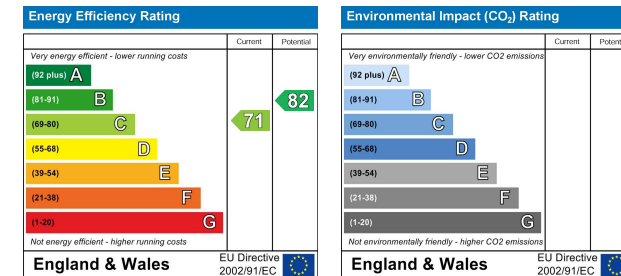 Energy Efficiency Rating
Current Potential
Very energy efficient - lower running costs
(92 plus) A
(81-91) B
82
(69-80) C
71
(55-68) D
(39-54) E
(21-38) F
(1-20) G
Not energy efficient - higher running costs
England & Wales
EU Directive
2002/91/EC
Environmental Impact (CO₂) Rating
Current Potent
Very environmentally friendly - lower CO2 emissions
(92 plus) A
(81-91) B
(69-80) C
(55-68) D
(39-54) E
(21-38) F
(1-20) G
Not environmentally friendly - higher CO2 emissions
England & Wales
EU Directive
2002/91/EC